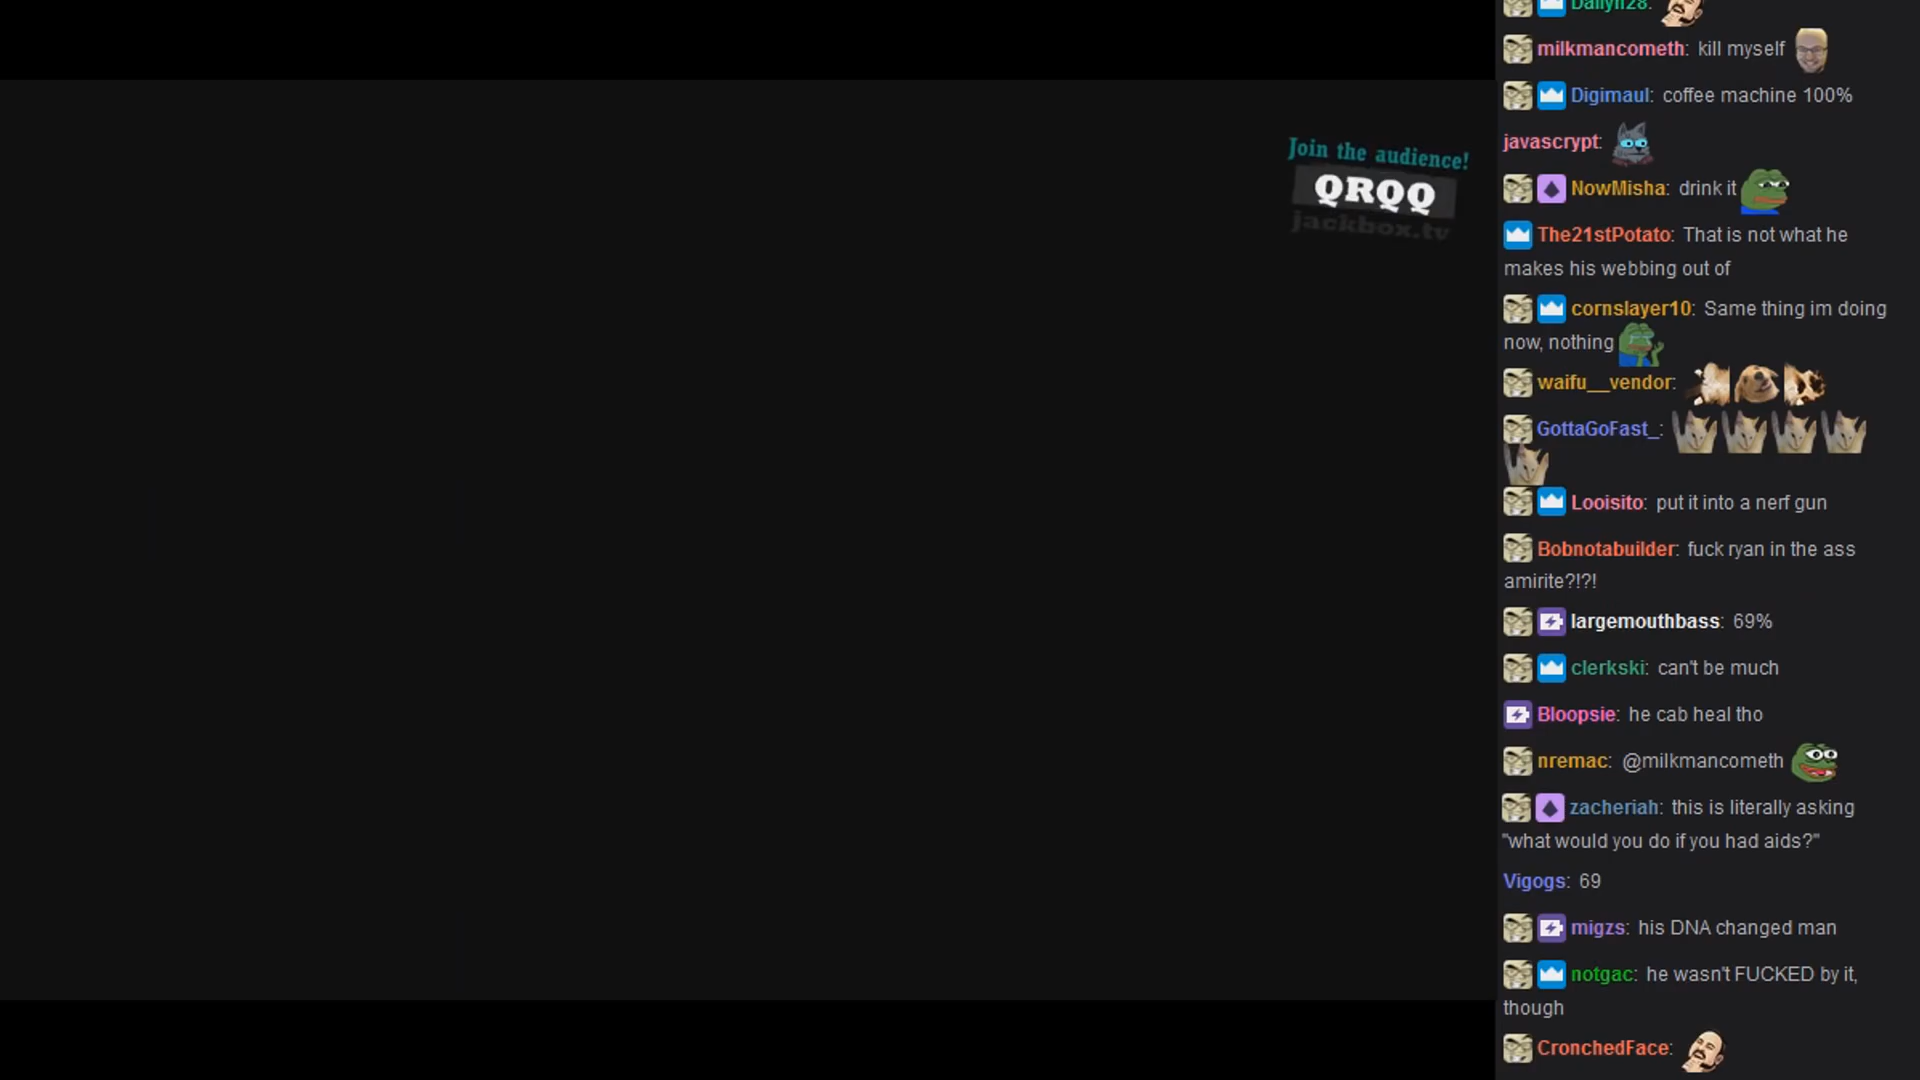 Join the audience!
QRQQ
jackbox.tv
Dallyn28:
milkmancometh: kill myself
Digimaul: coffee machine 100%
javascrypt:
NowMisha: drink it
The21stPotato: That is not what he
makes his webbing out of
cornslayer10: Same thing im doing
now, nothing
waifu__vendor:
GottaGoFast_:
Looisito: put it into a nerf gun
Bobnotabuilder: fuck ryan in the ass
amirite?!?!
largemouthbass: 69%
clerkski: can't be much
Bloopsie: he cab heal tho
nremac: @milkmancometh
zacheriah: this is literally asking
"what would you do if you had aids?"
Vigogs: 69
migzs: his DNA changed man
notgac: he wasn't FUCKED by it,
though
CronchedFace: